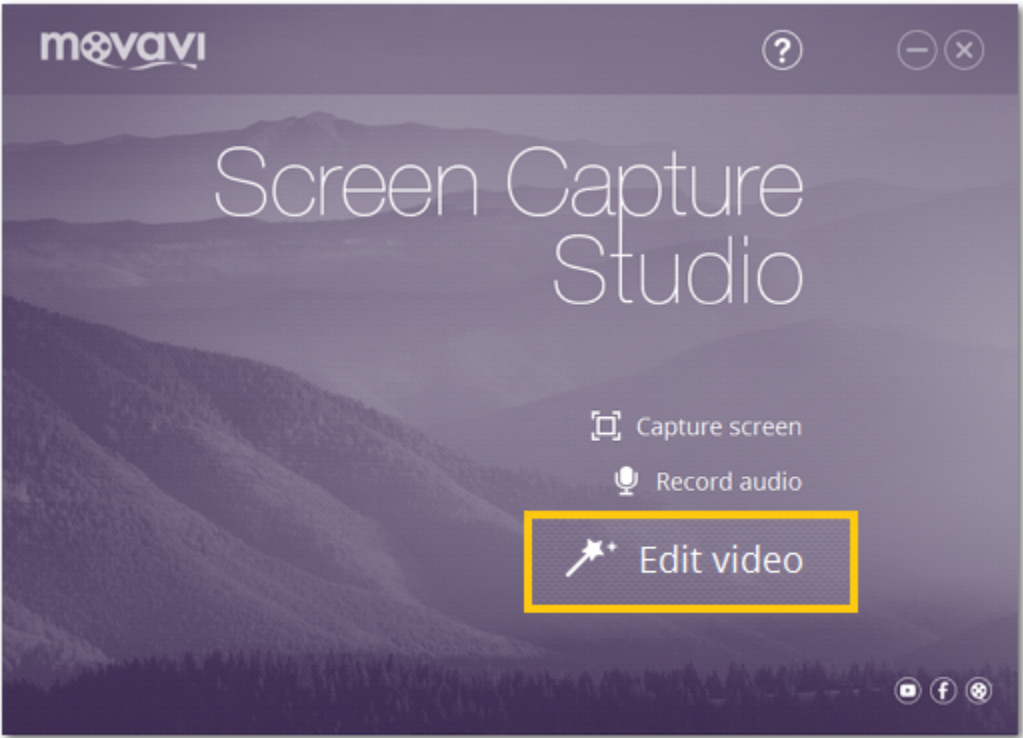 movavi
?
Screen Capture
Studio
Capture screen
Record audio
Edit video